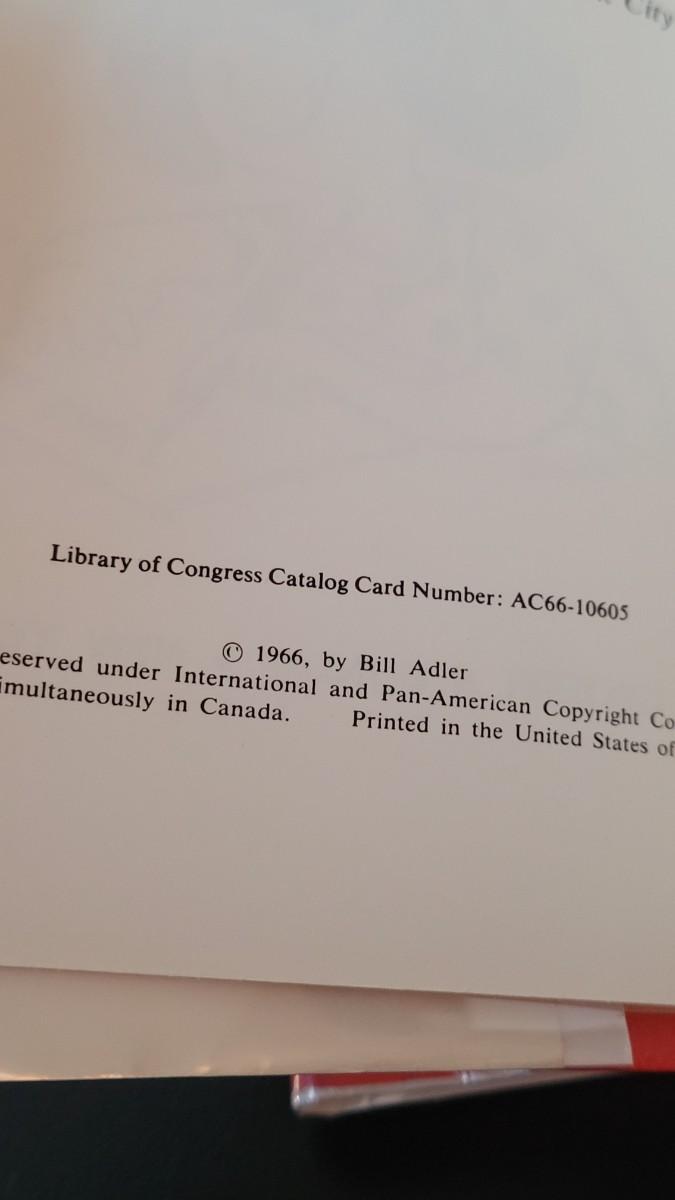 City
Library of Congress Catalog Card Number: AC66-10605
© 1966, by Bill Adler
eserved under International and Pan-American Copyright Co
imultaneously in Canada. Printed in the United States of